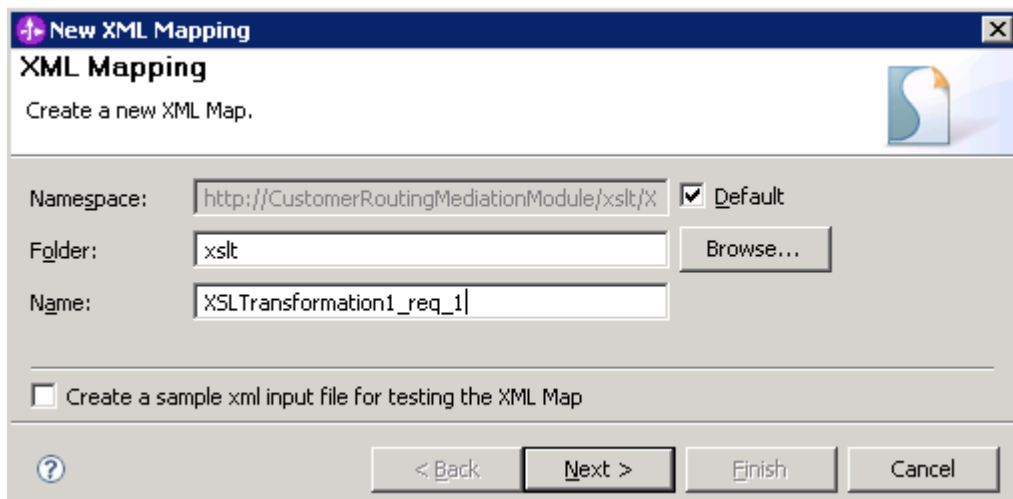 New XML Mapping
XML Mapping
Create a new XML Map.
Namespace: http://CustomerRoutingMediationModule/xslt/X Default
Folder: xslt Browse...
Name: XSLTransformation1_req_1
Create a sample xml input file for testing the XML Map
< Back Next > Finish Cancel